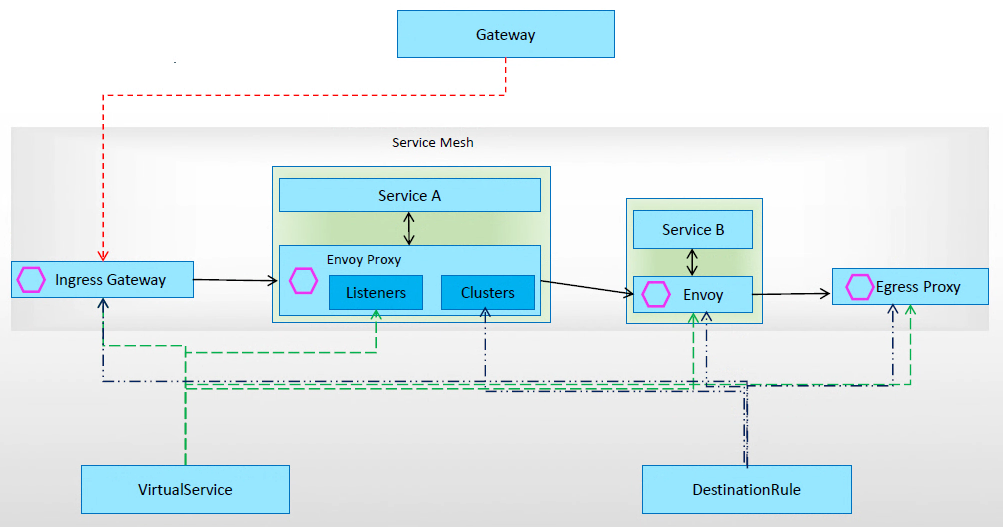 Gateway
Service Mesh
Service A
Service B
Envoy Proxy
Ingress Gateway
Listeners
Clusters
Envoy
Egress Proxy
VirtualService
DestinationRule